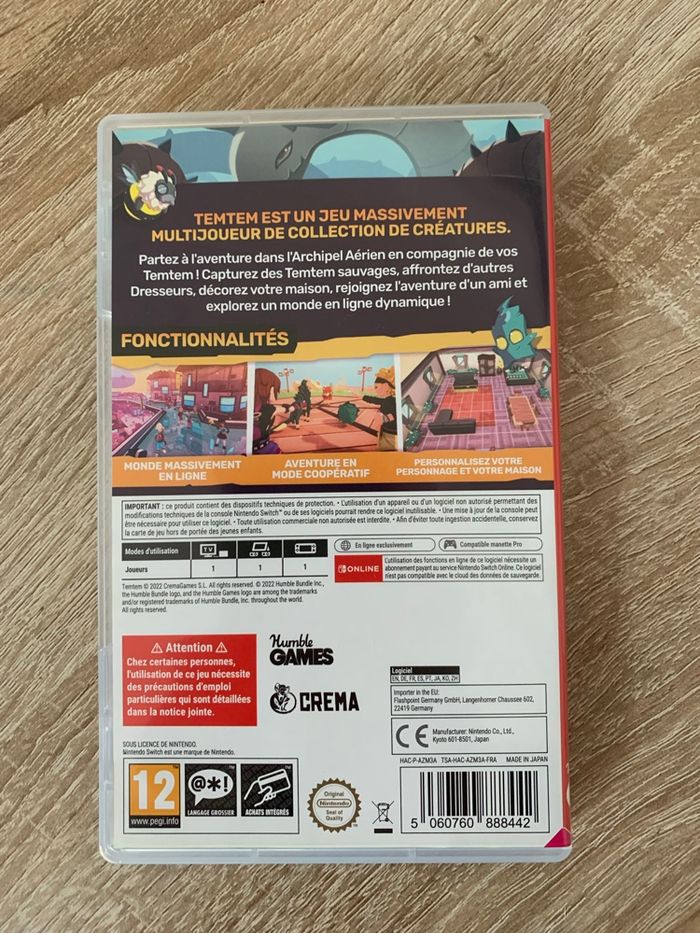 TEMTEM EST UN JEU MASSIVEMENT
MULTIJOUEUR DE COLLECTION DE CRÉATURES.
Partez à l'aventure dans l'Archipel Aérien en compagnie de vos
Temtem ! Capturez des Temtem sauvages, affrontez d'autres
Dresseurs, décorez votre maison, rejoignez l'aventure d'un ami et
explorez un monde en ligne dynamique !
FONCTIONNALITÉS
MONDE MASSIVEMENT
EN LIGNE
AVENTURE EN
MODE COOPÉRATIF
PERSONNALISEZ VOTRE
PERSONNAGE ET VOTRE MAISON
IMPORTANT : ce produit contient des dispositifs techniques de protection. • L'utilisation d'un appareil ou d'un logiciel non autorisé permettant des
modifications techniques de la console Nintendo Switch™ ou de ses logiciels pourrait rendre ce logiciel inutilisable. • Une mise à jour de la console peut
être nécessaire pour utiliser ce logiciel. • Toute utilisation commerciale non autorisée est interdite. • Afin d'éviter toute ingestion accidentelle, conservez
la carte de jeu hors de portée des jeunes enfants.
Modes d'utilisation
TV
Joueurs 1 1 1
En ligne exclusivement
Compatible manette Pro
ONLINE
L'utilisation des fonctions en ligne de ce logiciel nécessite un
abonnement payant au service Nintendo Switch Online. Ce logiciel
n'est pas compatible avec le cloud des données de sauvegarde.
Temtem © 2022 CremaGames S.L. All rights reserved. © 2022 Humble Bundle Inc.,
the Humble Bundle logo, and the Humble Games logo are among the trademarks
and/or registered trademarks of Humble Bundle, Inc. throughout the world.
All rights reserved.
Attention
Chez certaines personnes,
l'utilisation de ce jeu nécessite
des précautions d'emploi
particulières qui sont détaillées
dans la notice jointe.
Humble
GAMES
CREMA
Logiciel
EN, DE, FR, ES, PT, JA, KO, ZH
Importer in the EU:
Flashpoint Germany GmbH, Langenhorner Chaussee 602,
22419 Germany
CE
Manufacturer: Nintendo Co., Ltd.,
Kyoto 601-8501, Japan
SOUS LICENCE DE NINTENDO.
Nintendo Switch est une marque de Nintendo.
HAC-P-AZM3A TSA-HAC-AZM3A-FRA MADE IN JAPAN
12
www.pegi.info
@*!
LANGAGE GROSSIER
ACHATS INTÉGRÉS
Original
Nintendo
Seal of
Quality
5 060760 888442